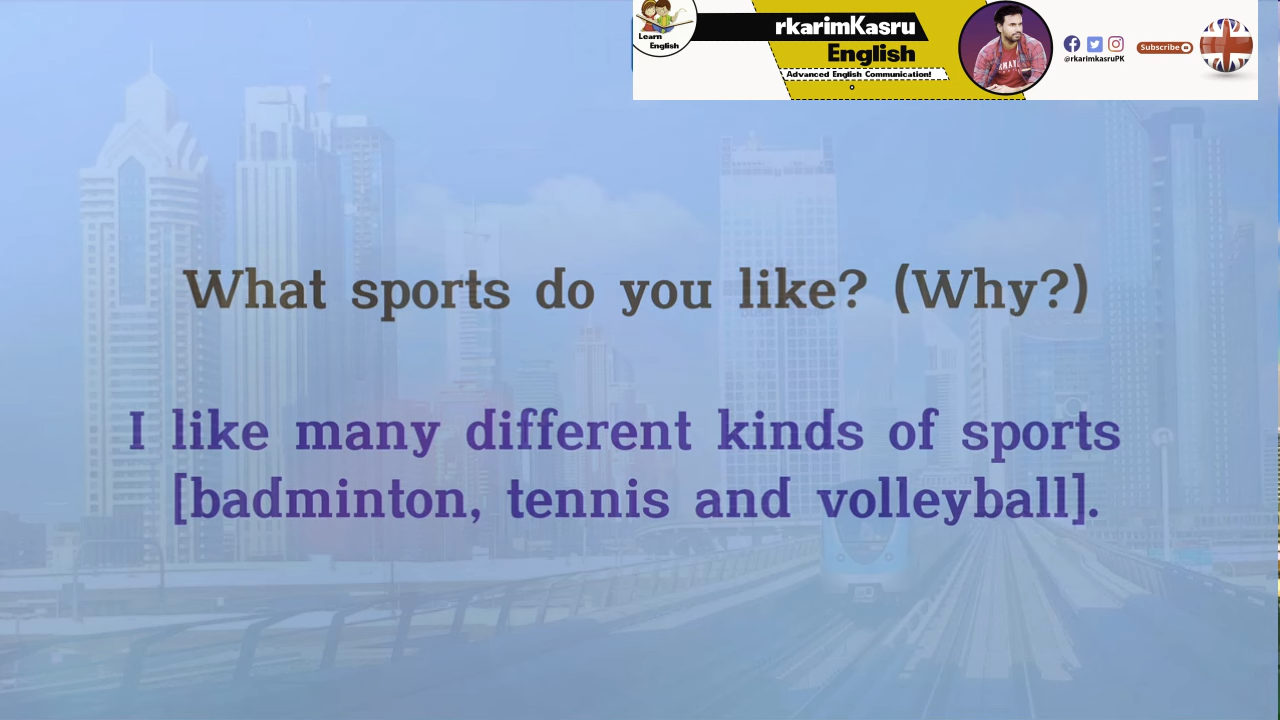 Learn
English
rkarimKasru
English
Advanced English Communication!
@rkarimkasruPK
Subscribe
What sports do you like? (Why?)
I like many different kinds of sports
[badminton, tennis and volleyball].